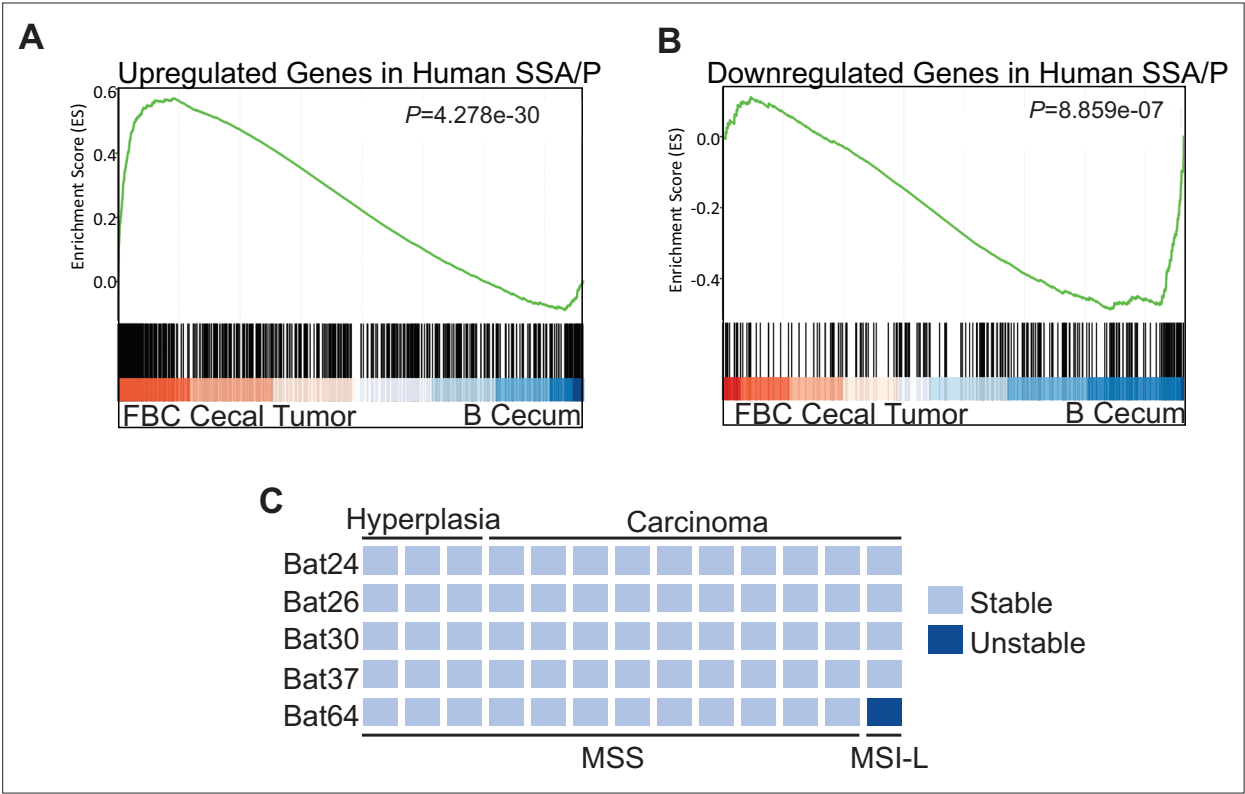 A
Upregulated Genes in Human SSA/P
P=4.278e-30
Enrichment Score (ES)
0.6
0.4
0.2
0.0
FBC Cecal Tumor B Cecum
B
Downregulated Genes in Human SSA/P
P=8.859e-07
Enrichment Score (ES)
0.0
-0.2
-0.4
FBC Cecal Tumor B Cecum
C
Hyperplasia Carcinoma
Bat24
Bat26
Bat30
Bat37
Bat64
Stable
Unstable
MSS MSI-L